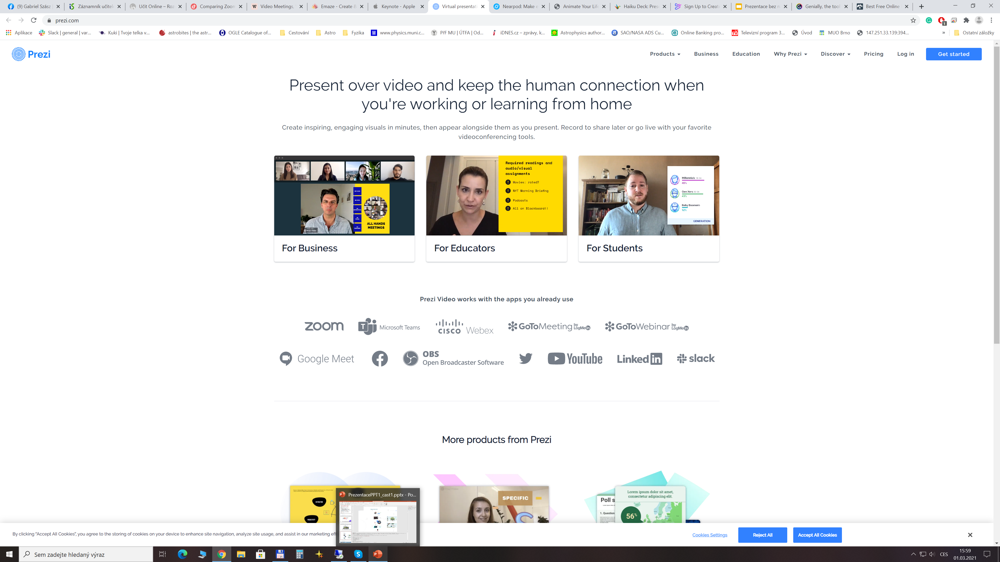 (9) Gabriel Szász
Záznamník učitel
Učit Online – Roz
Comparing Zoom
Video Meetings,
Emaze - Create &
Keynote - Apple
Virtual presentati
Nearpod: Make e
Animate Your Life
Haiku Deck: Pres
Sign Up to Create
Prezentace bez n
Genially, the tool
Best Free Online
prezi.com
1
Aplikace
Slack | general | var...
Kuki | Tvoje telka v...
astrobites | the astr...
OGLE Catalogue of...
Cestování
Astro
Fyzika
www.physics.muni.c...
PřF MU | ÚTFA | Od...
iDNES.cz – zprávy, k...
Astrophysics author...
SAO/NASA ADS Cu...
Online Banking pro...
Televizní program 3...
Úvod
MUO Brno
147.251.33.139:394...
»
Ostatní záložky
Prezi
Products
Business
Education
Why Prezi
Discover
Pricing
Log in
Get started
Present over video and keep the human connection when
you're working or learning from home
Create inspiring, engaging visuals in minutes, then appear alongside them as you present. Record to share later or go live with your favorite
videoconferencing tools.
ALL HANDS
MEETINGS
Prezi Video
For Business
Required readings and
audio/visual
assignments
Movies: rated?
NYT Morning Briefing
Podcasts
All on Blackboard!!
For Educators
Millennials 18-34
45%
Gen Xers 35-54
43%
Baby Boomers
12%
GENERATION
For Students
Prezi Video works with the apps you already use
zoom
Microsoft Teams
CISCO Webex
GoToMeeting by LogMeIn
GoToWebinar by LogMeIn
Google Meet
OBS
Open Broadcaster Software
YouTube
Linked in
slack
More products from Prezi
DISTRACTION
PRODUCTIVITY
SPECIFIC
Lorem ipsum dolor sit amet,
consectetur adipiscing elit.
Poll s
1. Question
56%
PrezentacePPT1_cast1.pptx - Po...
By clicking “Accept All Cookies”, you agree to the storing of cookies on your device to enhance site navigation, analyze site usage, and assist in our marketing eff
Cookies Settings
Reject All
Accept All Cookies
Sem zadejte hledaný výraz
CES
15:59
01.03.2021